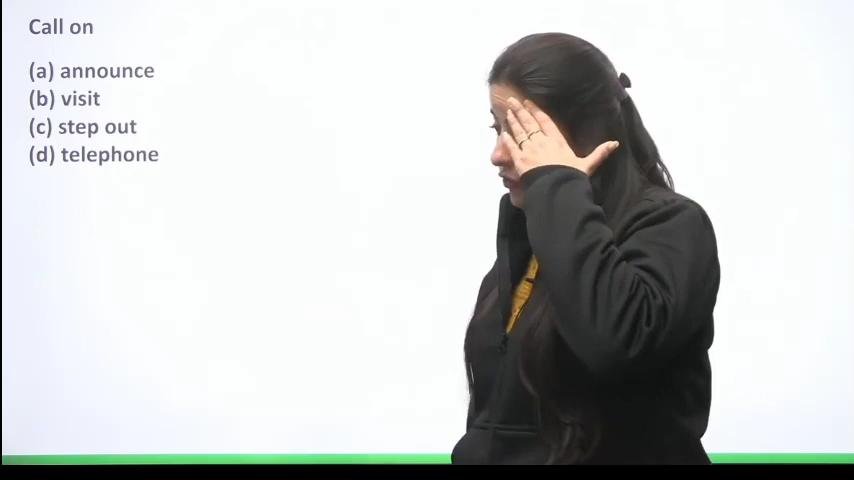 Call on
(a) announce
(b) visit
(c) step out
(d) telephone